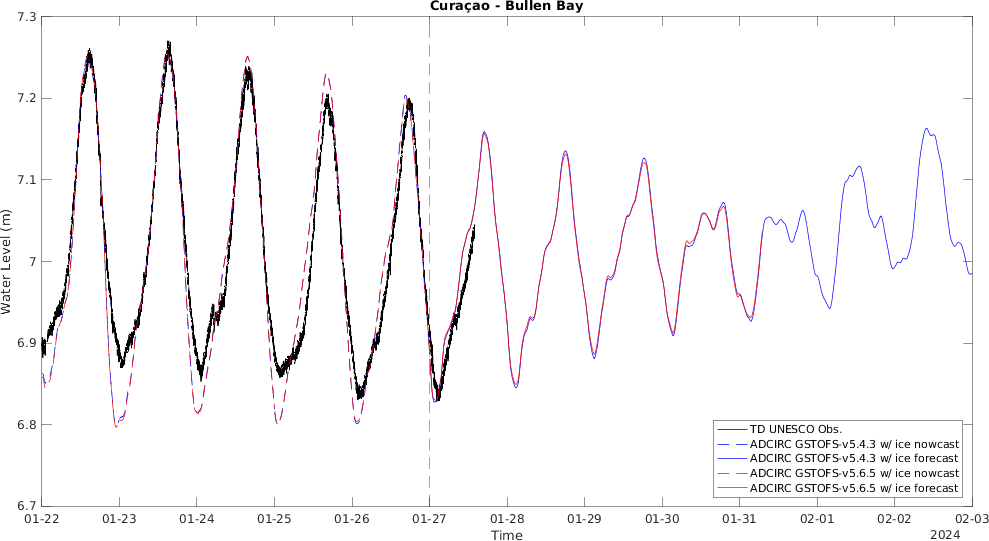 Curaçao - Bullen Bay
7.3
7.2
7.1
7
6.9
6.8
6.7
Water Level (m)
TD UNESCO Obs.
ADCIRC GSTOFS-v5.4.3 w/ ice nowcast
ADCIRC GSTOFS-v5.4.3 w/ ice forecast
ADCIRC GSTOFS-v5.6.5 w/ ice nowcast
ADCIRC GSTOFS-v5.6.5 w/ ice forecast
01-22 01-23 01-24 01-25 01-26 01-27 01-28 01-29 01-30 01-31 02-01 02-02 02-03
Time
2024